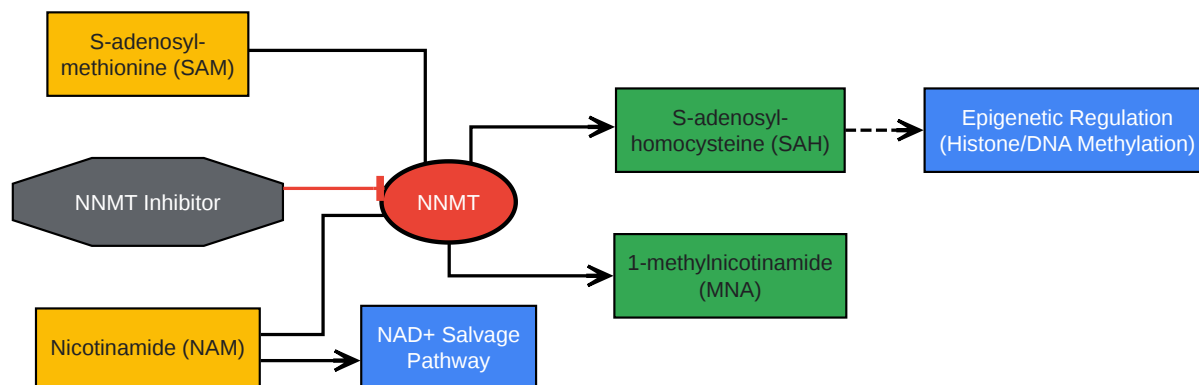 S-adenosyl-
methionine (SAM)
S-adenosyl-
homocysteine (SAH)
Epigenetic Regulation
(Histone/DNA Methylation)
NNMT Inhibitor
NNMT
1-methylnicotinamide
(MNA)
Nicotinamide (NAM)
NAD+ Salvage
Pathway